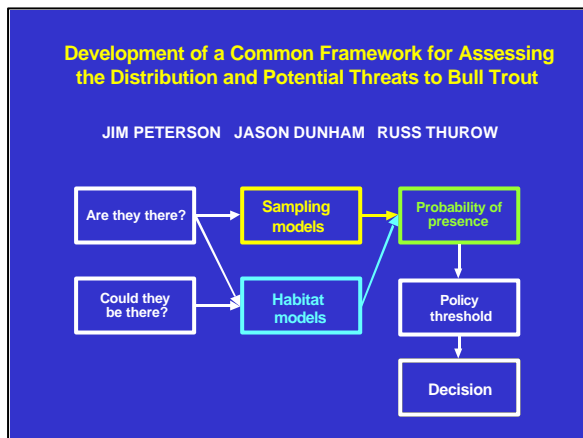 Development of a Common Framework for Assessing
the Distribution and Potential Threats to Bull Trout
JIM PETERSON JASON DUNHAM RUSS THUROW
Are they there?
Sampling
models
Probability of
presence
Could they
be there?
Habitat
models
Policy
threshold
Decision